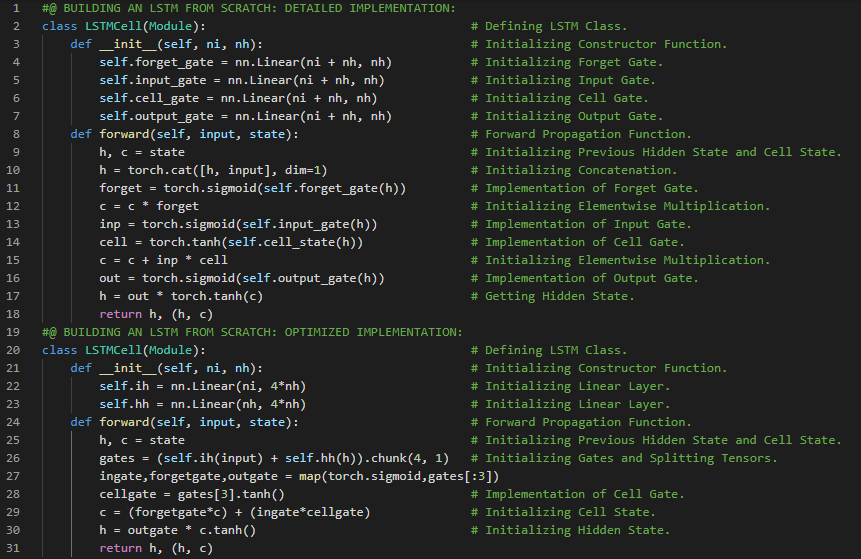 1 #@ BUILDING AN LSTM FROM SCRATCH: DETAILED IMPLEMENTATION:
2 class LSTMCell(Module): # Defining LSTM Class.
3     def __init__(self, ni, nh): # Initializing Constructor Function.
4         self.forget_gate = nn.Linear(ni + nh, nh) # Initializing Forget Gate.
5         self.input_gate = nn.Linear(ni + nh, nh) # Initializing Input Gate.
6         self.cell_gate = nn.Linear(ni + nh, nh) # Initializing Cell Gate.
7         self.output_gate = nn.Linear(ni + nh, nh) # Initializing Output Gate.
8     def forward(self, input, state): # Forward Propagation Function.
9         h, c = state # Initializing Previous Hidden State and Cell State.
10         h = torch.cat([h, input], dim=1) # Initializing Concatenation.
11         forget = torch.sigmoid(self.forget_gate(h)) # Implementation of Forget Gate.
12         c = c * forget # Initializing Elementwise Multiplication.
13         inp = torch.sigmoid(self.input_gate(h)) # Implementation of Input Gate.
14         cell = torch.tanh(self.cell_state(h)) # Implementation of Cell Gate.
15         c = c + inp * cell # Initializing Elementwise Multiplication.
16         out = torch.sigmoid(self.output_gate(h)) # Implementation of Output Gate.
17         h = out * torch.tanh(c) # Getting Hidden State.
18         return h, (h, c)
19 #@ BUILDING AN LSTM FROM SCRATCH: OPTIMIZED IMPLEMENTATION:
20 class LSTMCell(Module): # Defining LSTM Class.
21     def __init__(self, ni, nh): # Initializing Constructor Function.
22         self.ih = nn.Linear(ni, 4*nh) # Initializing Linear Layer.
23         self.hh = nn.Linear(nh, 4*nh) # Initializing Linear Layer.
24     def forward(self, input, state): # Forward Propagation Function.
25         h, c = state # Initializing Previous Hidden State and Cell State.
26         gates = (self.ih(input) + self.hh(h)).chunk(4, 1) # Initializing Gates and Splitting Tensors.
27         ingate,forgetgate,outgate = map(torch.sigmoid,gates[:3])
28         cellgate = gates[3].tanh() # Implementation of Cell Gate.
29         c = (forgetgate*c) + (ingate*cellgate) # Initializing Cell State.
30         h = outgate * c.tanh() # Initializing Hidden State.
31         return h, (h, c)